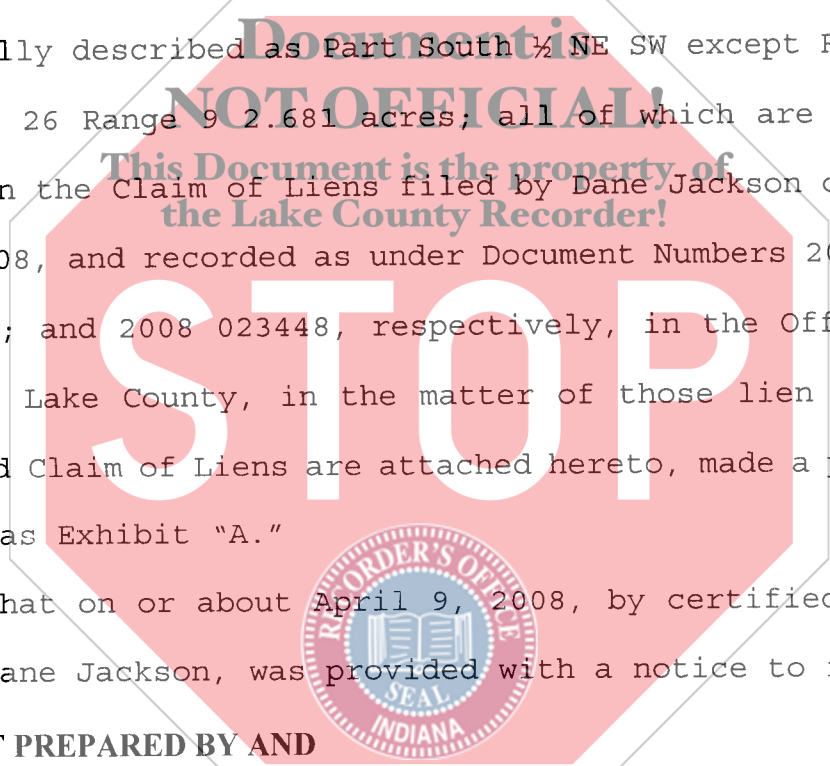 Document is
lly described as Part South ½ NE SW except
NOT OFFICIAL!
26 Range 9 2.681 acres; all of which are
This Document is the property of
n the Claim of Liens filed by Dane Jackson
the Lake County Recorder!
08, and recorded as under Document Numbers 20
; and 2008 023448, respectively, in the Off
STOP
Lake County, in the matter of those lien
d Claim of Liens are attached hereto, made a
as Exhibit “A.”
RECORDER'S OFFICE
hat on or about April 9, 2008, by certified
ane Jackson, was provided with a notice to
SEAL
INDIANA
PREPARED BY AND